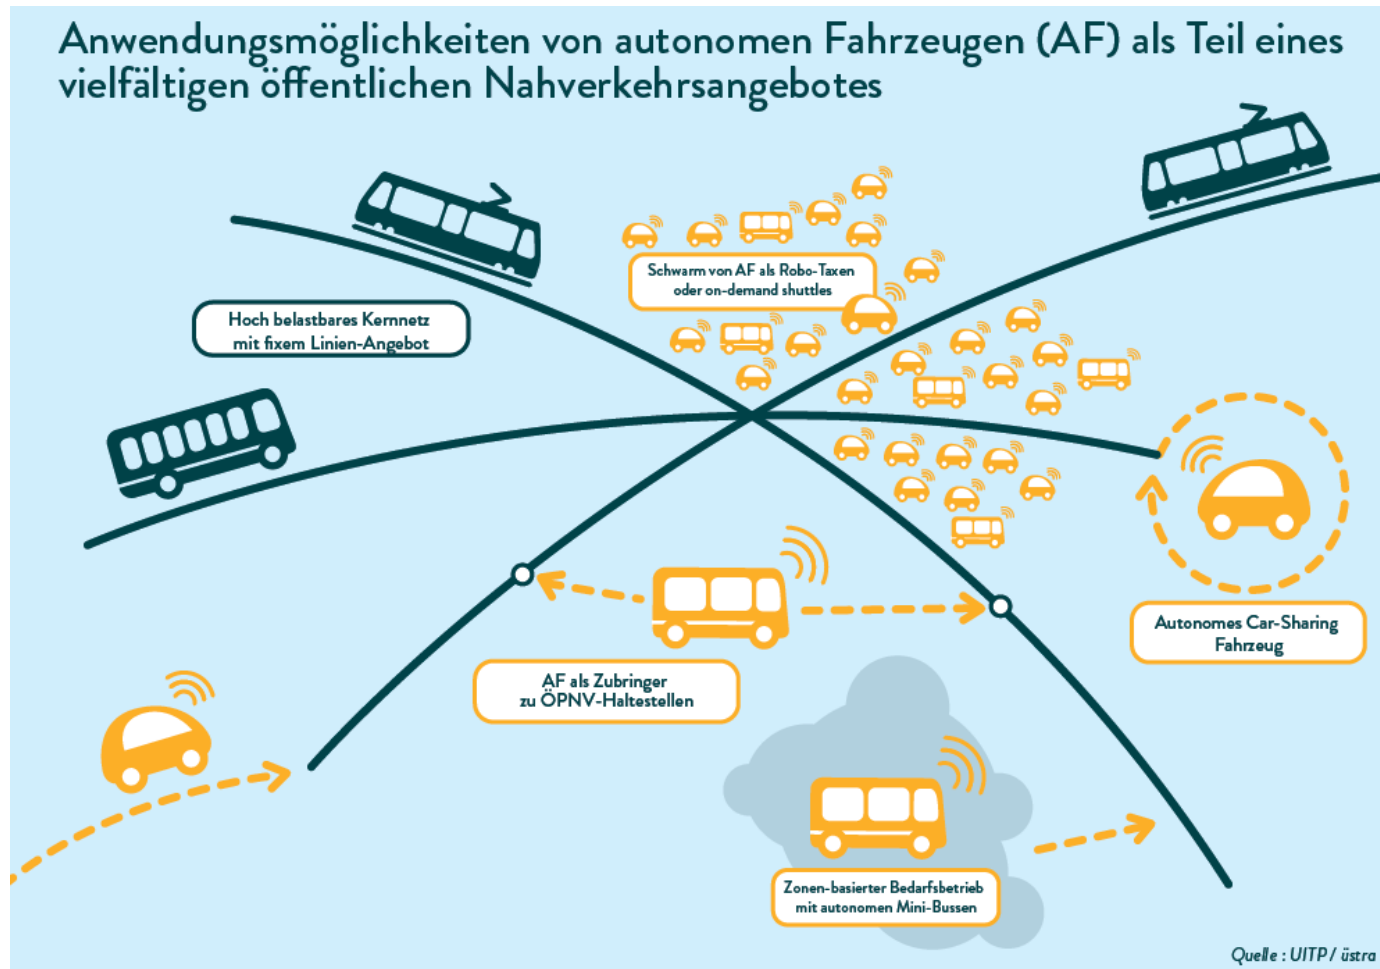 Anwendungsmöglichkeiten von autonomen Fahrzeugen (AF) als Teil eines
vielfältigen öffentlichen Nahverkehrsangebotes
Schwarm von AF als Robo-Taxen
oder on-demand shuttles
Hoch belastbares Kernnetz
mit fixem Linien-Angebot
Autonomes Car-Sharing
Fahrzeug
AF als Zubringer
zu ÖPNV-Haltestellen
Zonen-basierter Bedarfsbetrieb
mit autonomen Mini-Bussen
Quelle : UITP / üstra